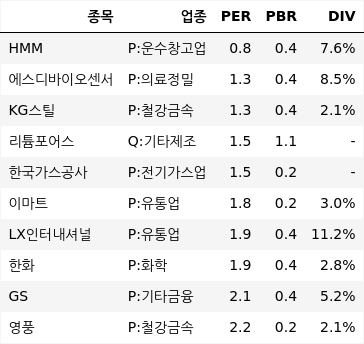 종목 업종 PER PBR DIV
HMM P:운수창고업 0.8 0.4 7.6%
에스디바이오센서 P:의료정밀 1.3 0.4 8.5%
KG스틸 P:철강금속 1.3 0.4 2.1%
리튬포어스 Q:기타제조 1.5 1.1 -
한국가스공사 P:전기가스업 1.5 0.2 -
이마트 P:유통업 1.8 0.2 3.0%
LX인터내셔널 P:유통업 1.9 0.4 11.2%
한화 P:화학 1.9 0.4 2.8%
GS P:기타금융 2.1 0.4 5.2%
영풍 P:철강금속 2.2 0.2 2.1%